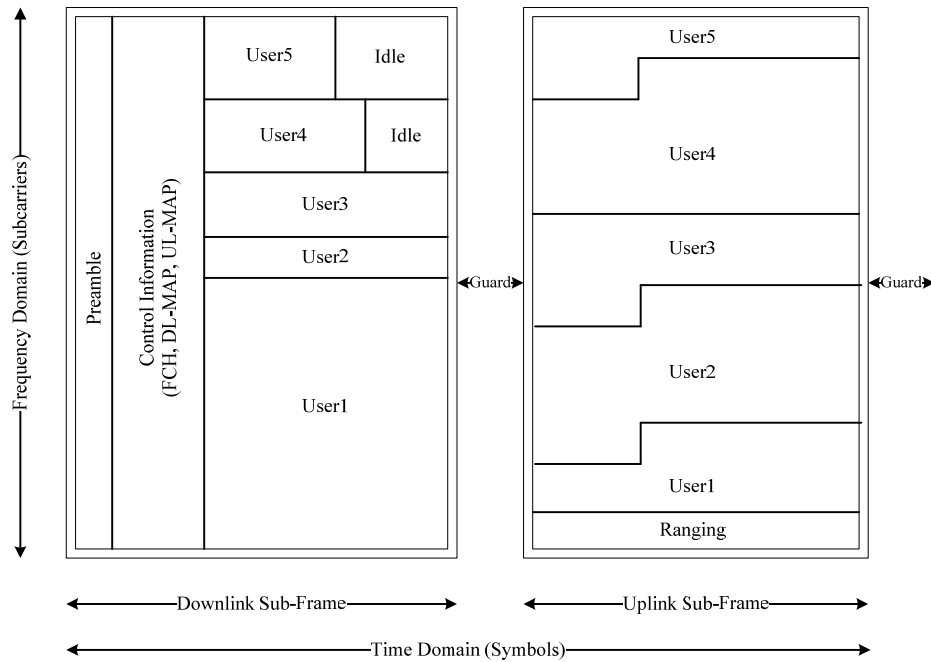 Frequency Domain (Subcarriers)
Preamble
Control Information
(FCH, DL-MAP, UL-MAP)
User5
Idle
User4
Idle
User3
User2
User1
Guard
User5
User4
User3
User2
User1
Ranging
Guard
Downlink Sub-Frame
Uplink Sub-Frame
Time Domain (Symbols)